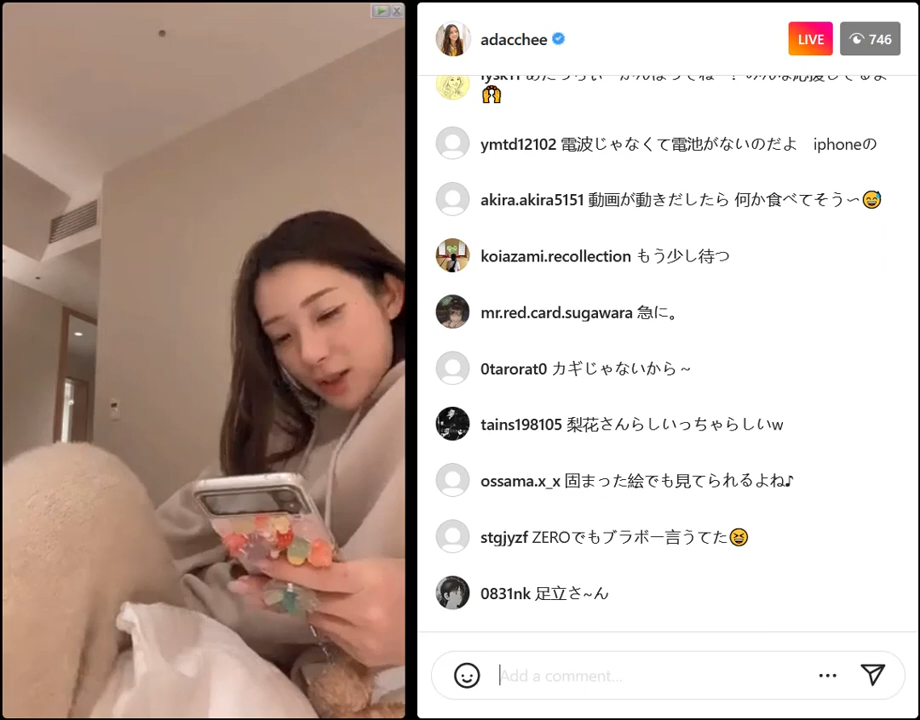 adacchee
LIVE
746
ymtd12102 電波じゃなくて電池がないのだよ　iphoneの
akira.akira5151 動画が動きだしたら 何か食べてそう〜😅
koiazami.recollection もう少し待つ
mr.red.card.sugawara 急に。
0tarorat0 カギじゃないから～
tains198105 梨花さんらしいっちゃらしいw
ossama.x_x 固まった絵でも見てられるよね♪
stgjyzf ZEROでもブラボー言うてた😆
0831nk 足立さ~ん
Add a comment...